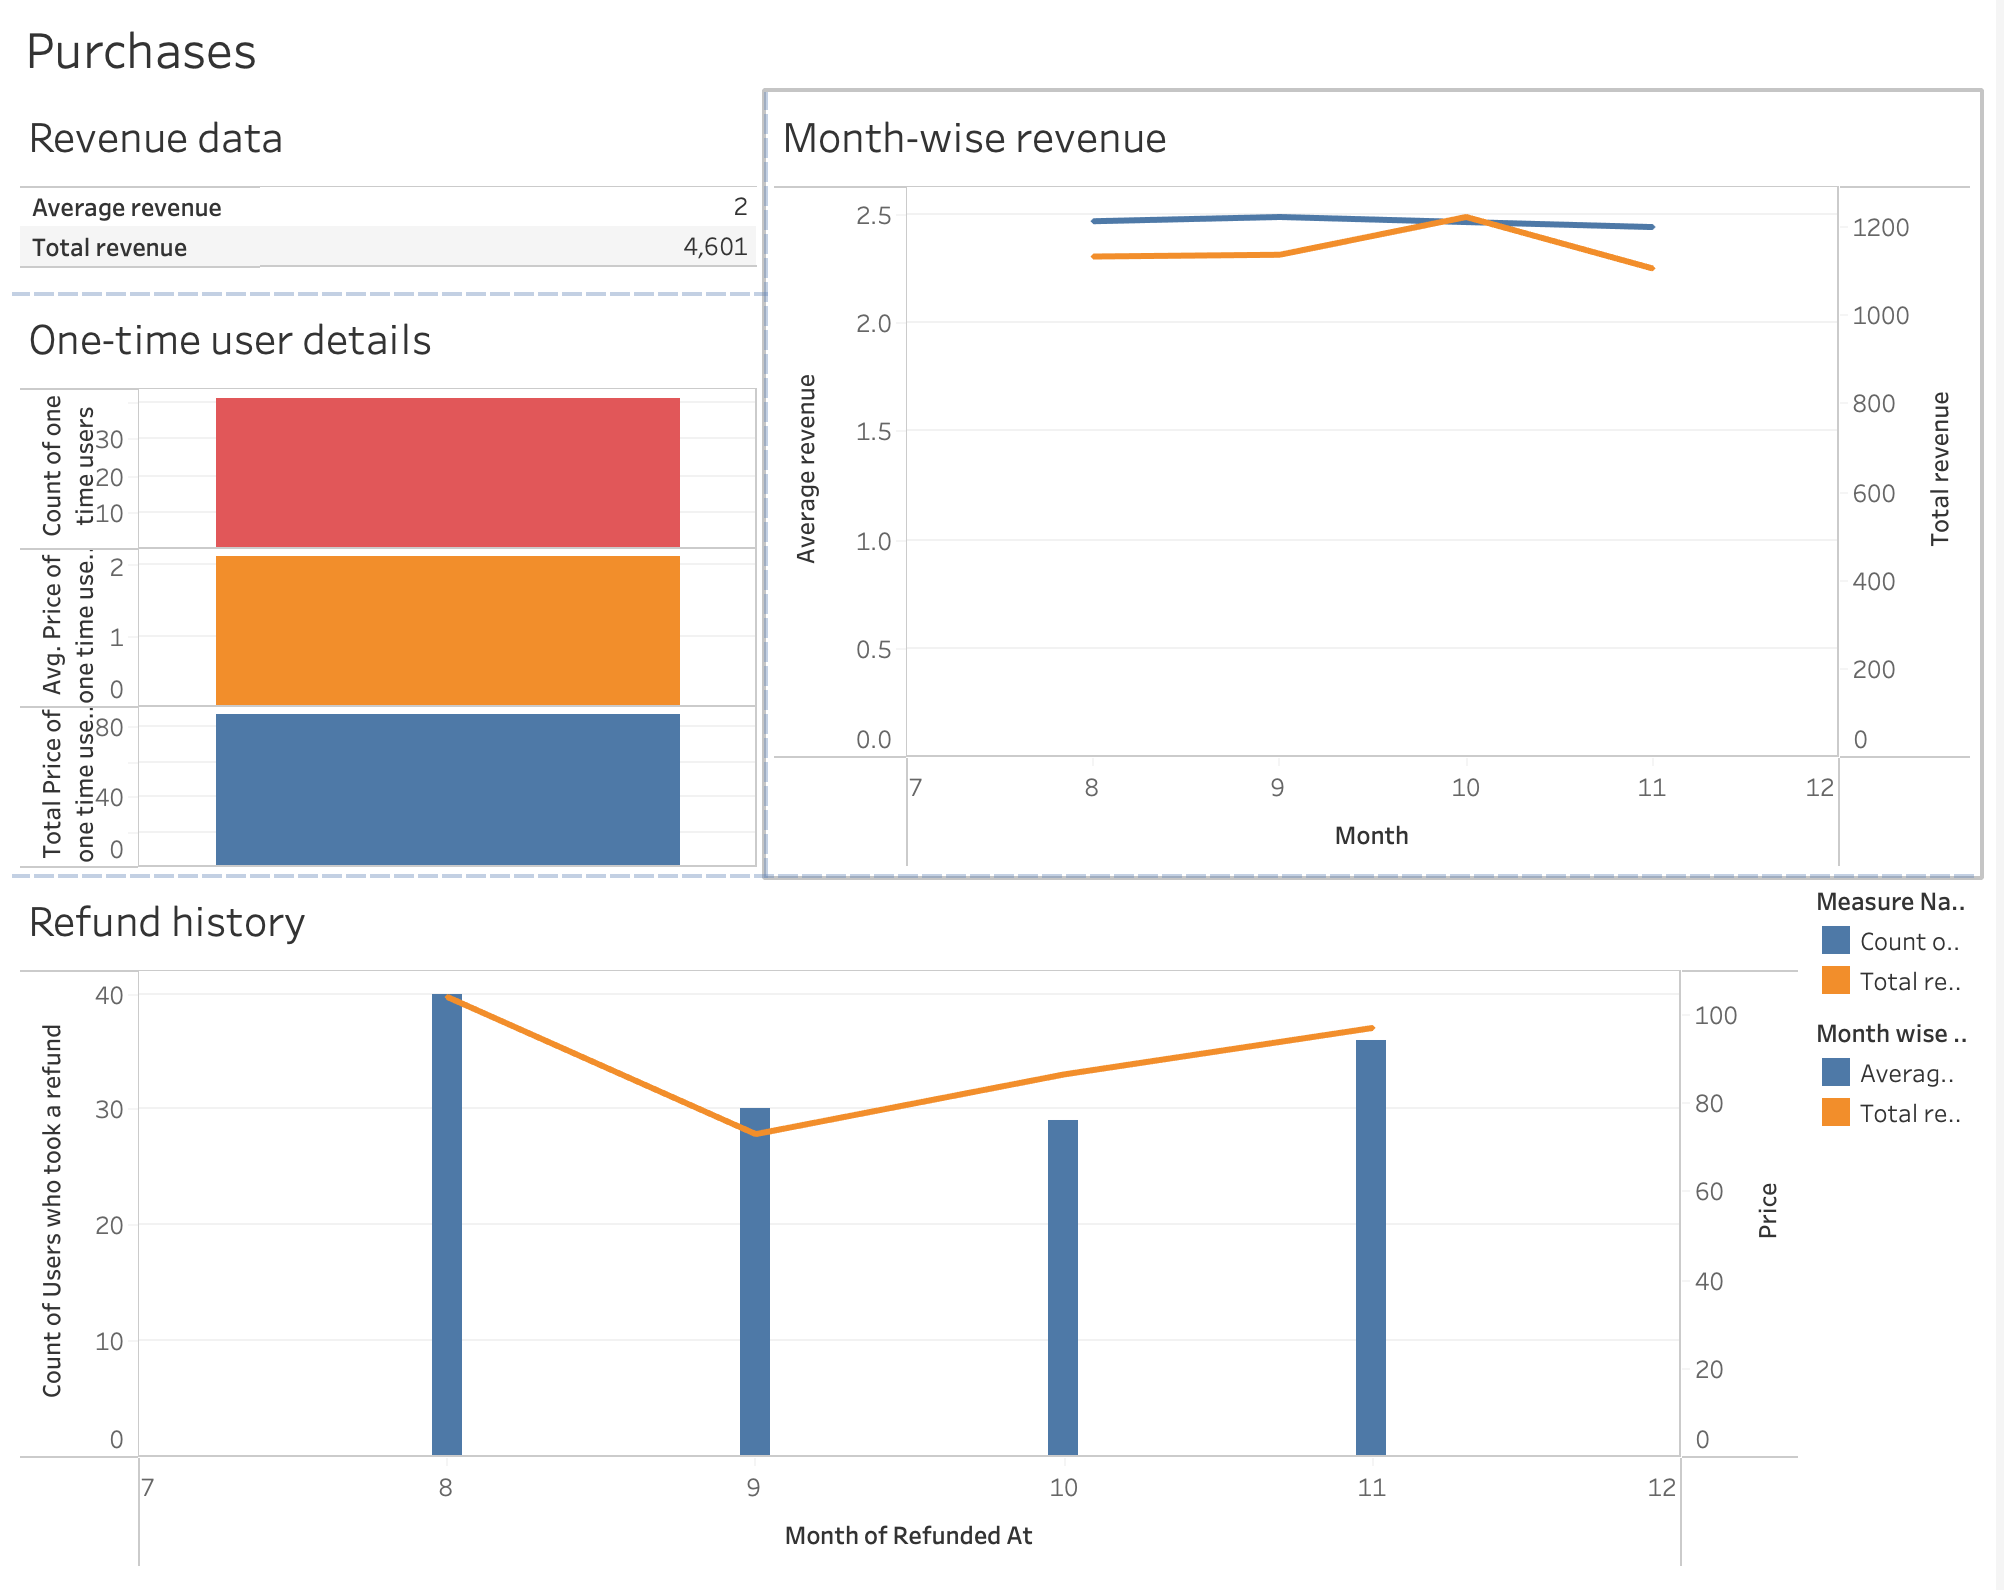 Purchases
Revenue data
Average revenue 2
Total revenue 4,601
One-time user details
Count of one
time users
30
20
10
Avg. Price of
one time use..
2
1
0
Total Price of
one time use..
80
40
0
Month-wise revenue
Average revenue
2.5
2.0
1.5
1.0
0.5
0.0
1200
1000
800
600
400
200
0
Total revenue
7 8 9 10 11 12
Month
Refund history
Count of Users who took a refund
40
30
20
10
0
100
80
60
40
20
0
Price
7 8 9 10 11 12
Month of Refunded At
Measure Na..
Count o..
Total re..
Month wise ..
Averag..
Total re..